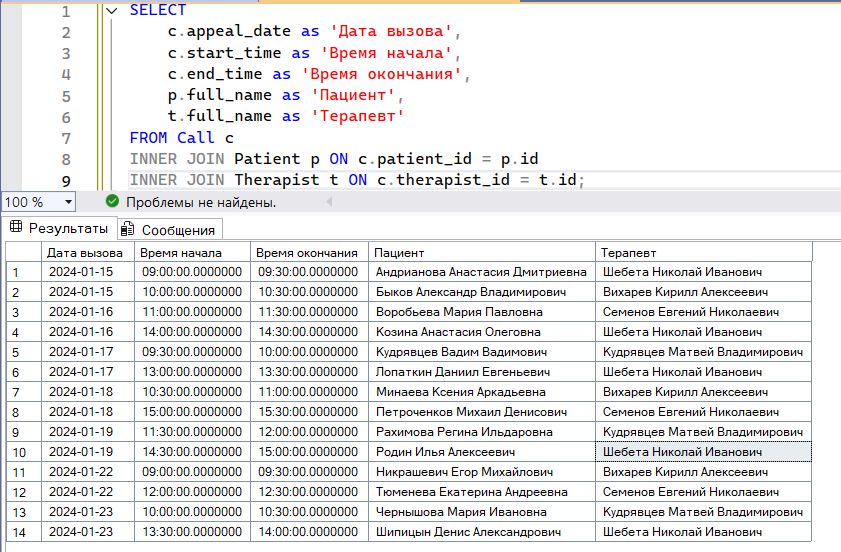 1 SELECT
2 c.appeal_date as 'Дата вызова',
3 c.start_time as 'Время начала',
4 c.end_time as 'Время окончания',
5 p.full_name as 'Пациент',
6 t.full_name as 'Терапевт'
7 FROM Call c
8 INNER JOIN Patient p ON c.patient_id = p.id
9 INNER JOIN Therapist t ON c.therapist_id = t.id;
100 % Проблемы не найдены.
Результаты Сообщения
Дата вызова Время начала Время окончания Пациент Терапевт
1 2024-01-15 09:00:00.0000000 09:30:00.0000000 Андрианова Анастасия Дмитриевна Шебета Николай Иванович
2 2024-01-15 10:00:00.0000000 10:30:00.0000000 Быков Александр Владимирович Вихарев Кирилл Алексеевич
3 2024-01-16 11:00:00.0000000 11:30:00.0000000 Воробьева Мария Павловна Семенов Евгений Николаевич
4 2024-01-16 14:00:00.0000000 14:30:00.0000000 Козина Анастасия Олеговна Шебета Николай Иванович
5 2024-01-17 09:30:00.0000000 10:00:00.0000000 Кудрявцев Вадим Вадимович Кудрявцев Матвей Владимирович
6 2024-01-17 13:00:00.0000000 13:30:00.0000000 Лопаткин Даниил Евгеньевич Шебета Николай Иванович
7 2024-01-18 10:30:00.0000000 11:00:00.0000000 Минаева Ксения Аркадьевна Вихарев Кирилл Алексеевич
8 2024-01-18 15:00:00.0000000 15:30:00.0000000 Петроченков Михаил Денисович Семенов Евгений Николаевич
9 2024-01-19 11:30:00.0000000 12:00:00.0000000 Рахимова Регина Ильдаровна Кудрявцев Матвей Владимирович
10 2024-01-19 14:30:00.0000000 15:00:00.0000000 Родин Илья Алексеевич Шебета Николай Иванович
11 2024-01-22 09:00:00.0000000 09:30:00.0000000 Никрашевич Егор Михайлович Вихарев Кирилл Алексеевич
12 2024-01-22 12:00:00.0000000 12:30:00.0000000 Тюменева Екатерина Андреевна Семенов Евгений Николаевич
13 2024-01-23 10:00:00.0000000 10:30:00.0000000 Чернышова Мария Ивановна Кудрявцев Матвей Владимирович
14 2024-01-23 13:30:00.0000000 14:00:00.0000000 Шипицын Денис Александрович Шебета Николай Иванович